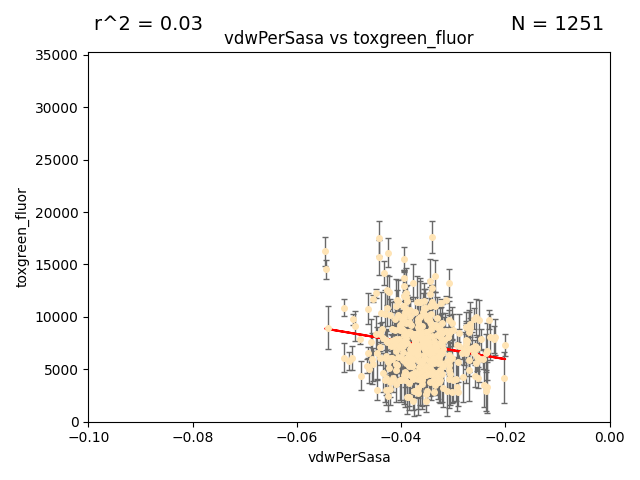 r^2 = 0.03
N = 1251
vdwPerSasa vs toxgreen_fluor
35000
30000
25000
20000
15000
10000
5000
0
toxgreen_fluor
−0.10
−0.08
−0.06
−0.04
−0.02
0.00
vdwPerSasa